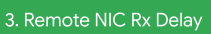 3. Remote NIC Rx Delay